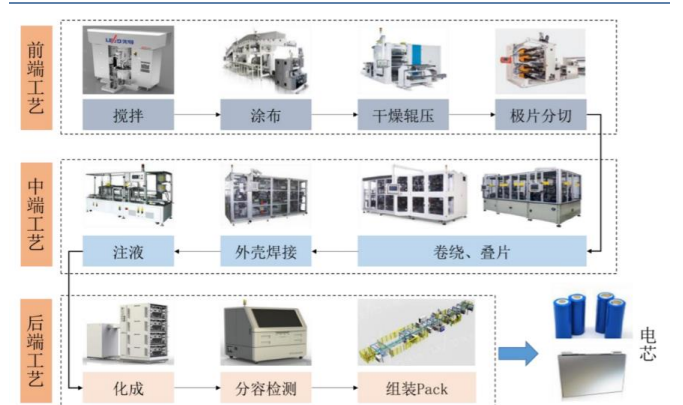 前端工艺
搅拌
涂布
干燥辊压
极片分切
中端工艺
注液
外壳焊接
卷绕、叠片
后端工艺
化成
分容检测
组装Pack
电芯